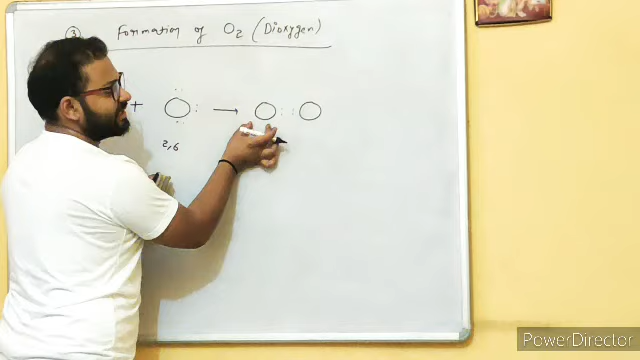 ③ Formation of O₂ (Dioxygen)
+ O → O O
2,6
PowerDirector